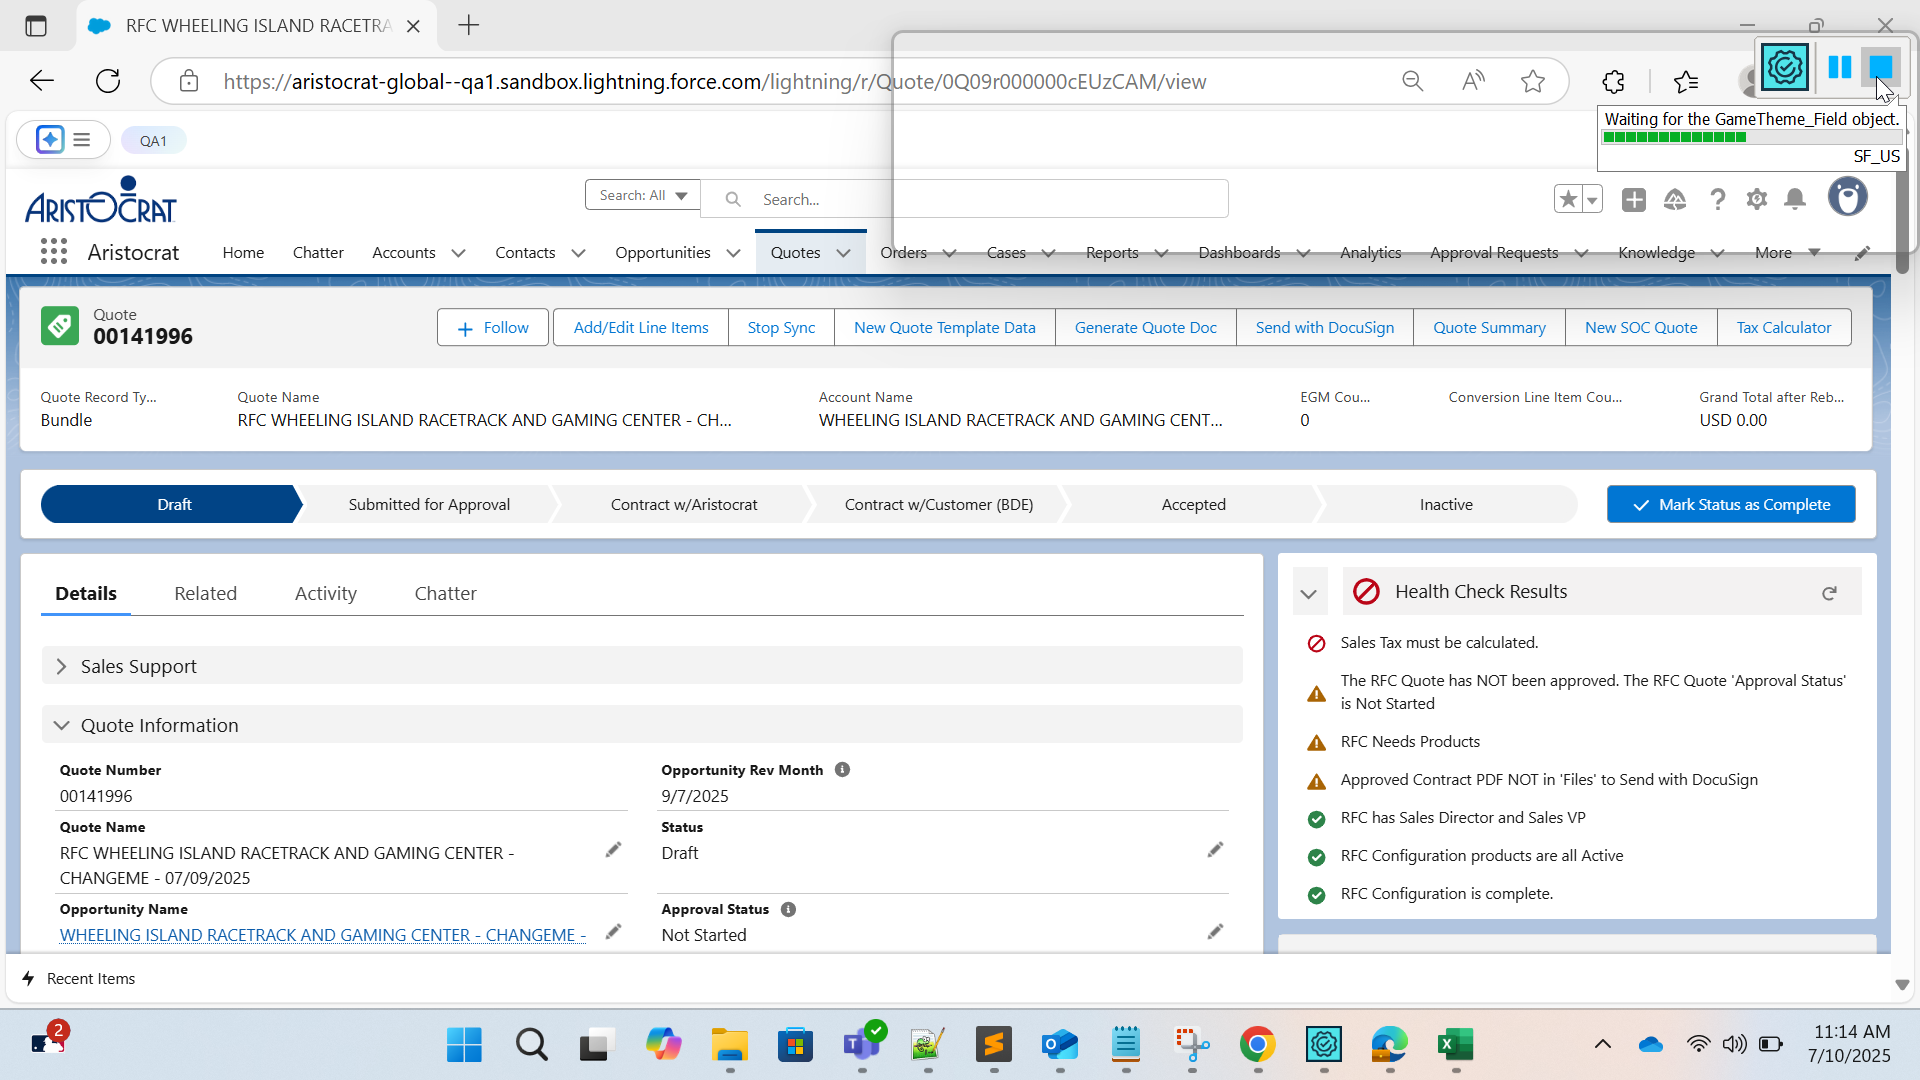 RFC WHEELING ISLAND RACETRA
https://aristocrat-global--qa1.sandbox.lightning.force.com/lightning/r/Quote/0Q09r000000cEUzCAM/view
Waiting for the GameTheme_Field object.
SF_US
QA1
ARISTOCRAT
Search: All
Search...
Aristocrat
Home
Chatter
Accounts
Contacts
Opportunities
Quotes
Orders
Cases
Reports
Dashboards
Analytics
Approval Requests
Knowledge
More
Quote
00141996
Follow
Add/Edit Line Items
Stop Sync
New Quote Template Data
Generate Quote Doc
Send with DocuSign
Quote Summary
New SOC Quote
Tax Calculator
Quote Record Ty...
Bundle
Quote Name
RFC WHEELING ISLAND RACETRACK AND GAMING CENTER - CH...
Account Name
WHEELING ISLAND RACETRACK AND GAMING CENT...
EGM Cou...
0
Conversion Line Item Cou...
Grand Total after Reb...
USD 0.00
Draft
Submitted for Approval
Contract w/Aristocrat
Contract w/Customer (BDE)
Accepted
Inactive
Mark Status as Complete
Details
Related
Activity
Chatter
Sales Support
Quote Information
Quote Number
00141996
Opportunity Rev Month
9/7/2025
Quote Name
RFC WHEELING ISLAND RACETRACK AND GAMING CENTER -
CHANGEME - 07/09/2025
Status
Draft
Opportunity Name
WHEELING ISLAND RACETRACK AND GAMING CENTER - CHANGEME -
Approval Status
Not Started
Health Check Results
Sales Tax must be calculated.
The RFC Quote has NOT been approved. The RFC Quote 'Approval Status'
is Not Started
RFC Needs Products
Approved Contract PDF NOT in 'Files' to Send with DocuSign
RFC has Sales Director and Sales VP
RFC Configuration products are all Active
RFC Configuration is complete.
Recent Items
2
11:14 AM
7/10/2025